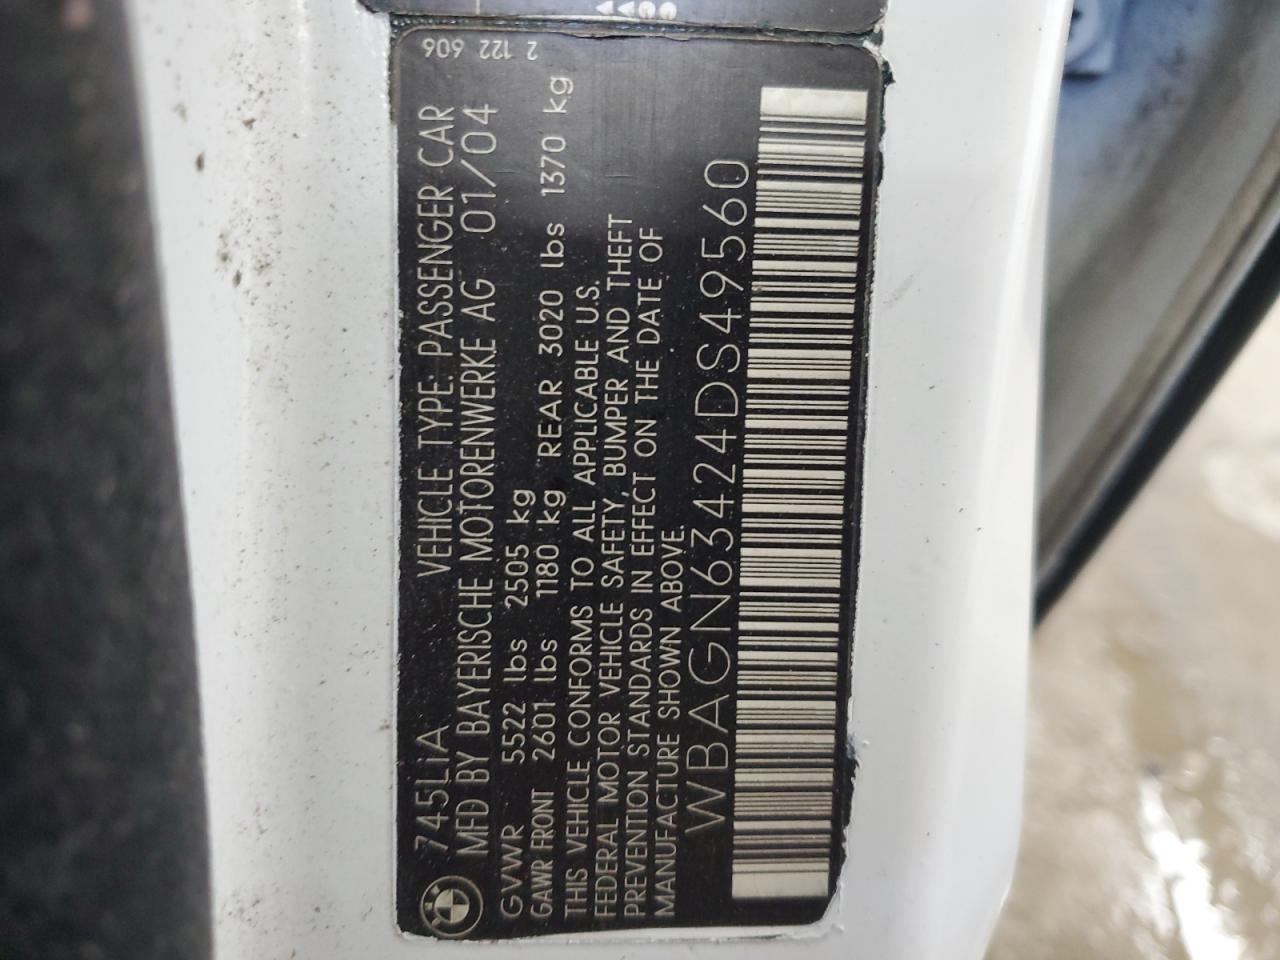 745LiA
VEHICLE TYPE: PASSENGER CAR
2 122 606
MFD BY BAYERISCHE MOTORENWERKE AG 01/04
GVWR 5522 lbs 2505 kg
GAWR FRONT 2601 lbs 1180 kg REAR 3020 lbs 1370 kg
THIS VEHICLE CONFORMS TO ALL APPLICABLE U.S.
FEDERAL MOTOR VEHICLE SAFETY, BUMPER AND THEFT
PREVENTION STANDARDS IN EFFECT ON THE DATE OF
MANUFACTURE SHOWN ABOVE.
WBAGN63424DS49560